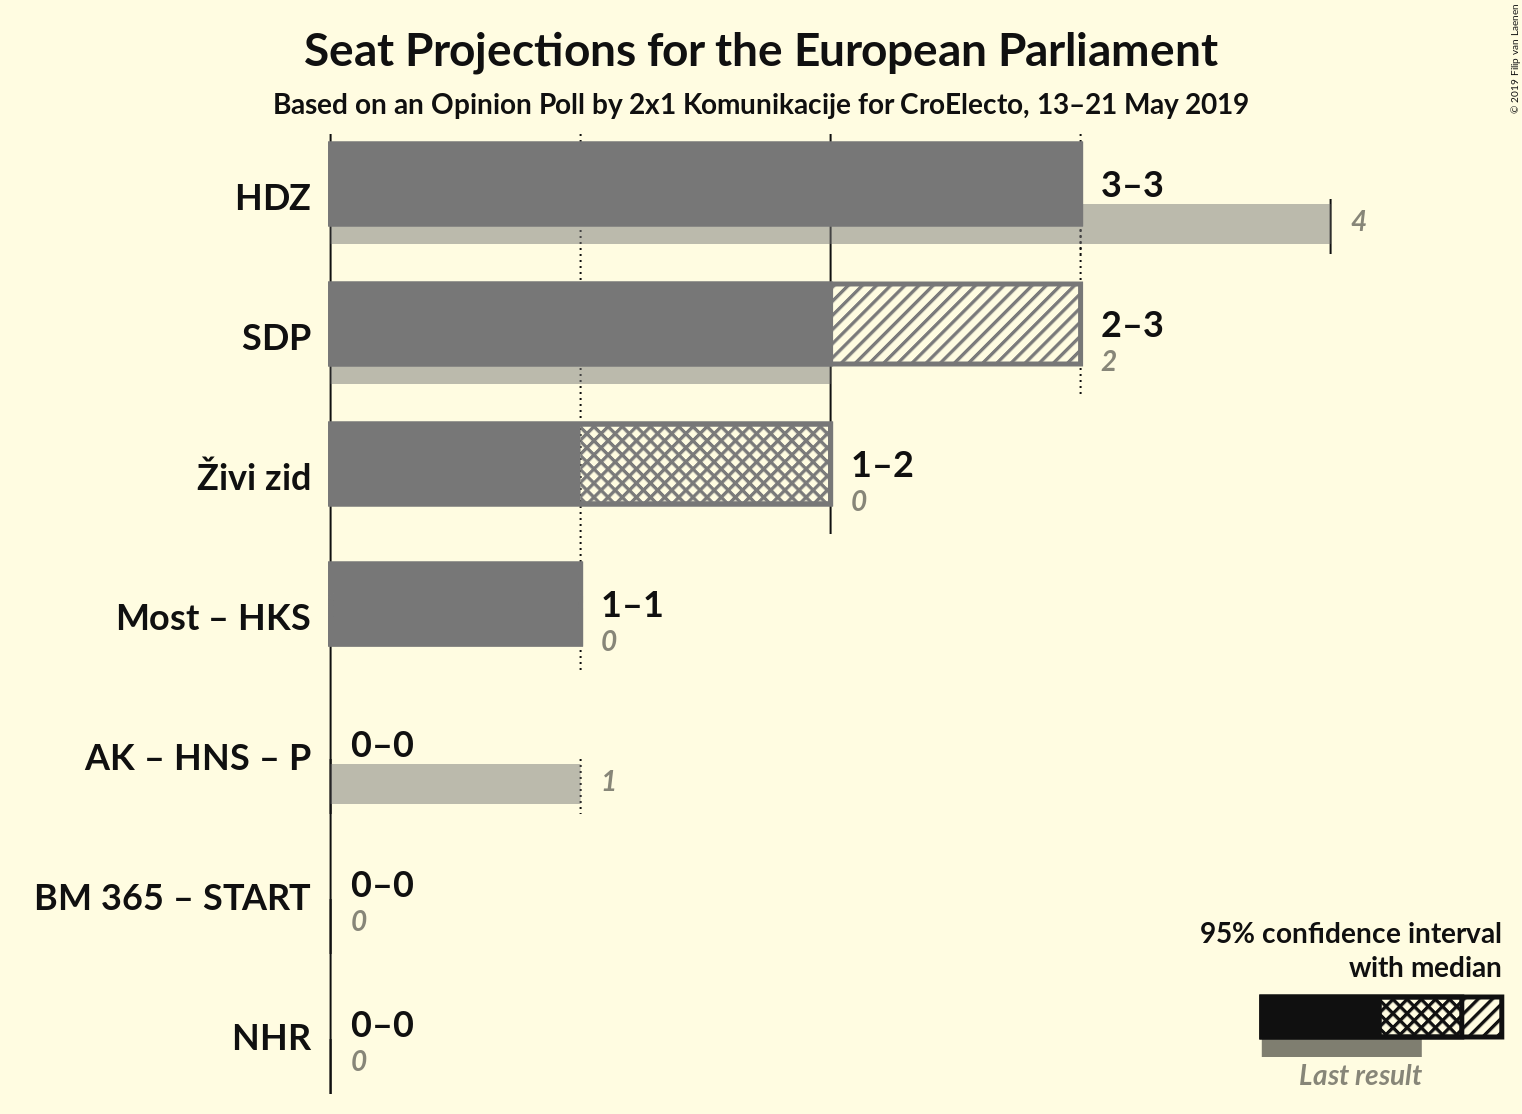 Seat Projections for the European Parliament
Based on an Opinion Poll by 2x1 Komunikacije for CroElecto, 13–21 May 2019
© 2019 Filip van Laenen
HDZ
3–3
4
SDP
2–3
2
Živi zid
1–2
0
Most – HKS
1–1
0
AK – HNS – P
0–0
1
BM 365 – START
0–0
0
NHR
0–0
0
95% confidence interval
with median
Last result